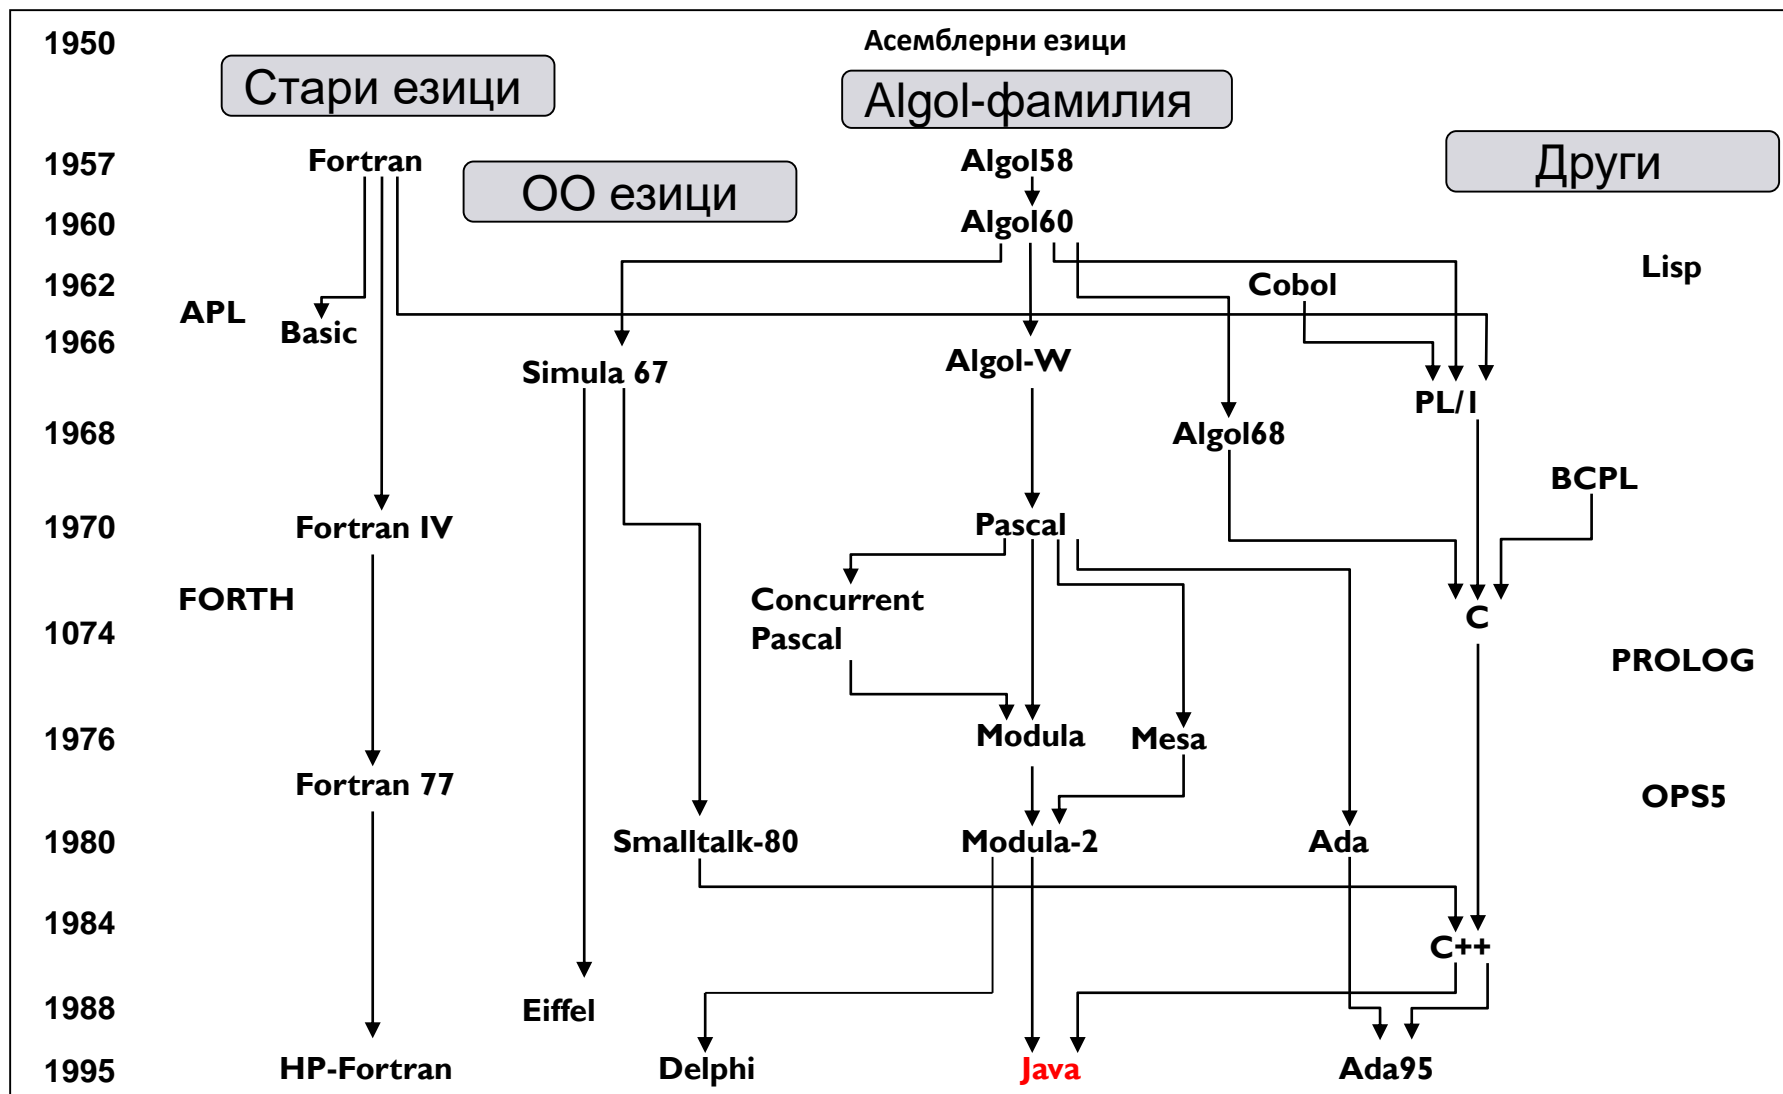 1950
Асемблерни езици
Стари езици
Algol-фамилия
Други
1957
Fortran
ОО езици
Algol58
1960
Algol60
Lisp
1962
Cobol
APL
Basic
1966
Simula 67
Algol-W
PL/I
1968
Algol68
BCPL
1970
Fortran IV
Pascal
FORTH
Concurrent
Pascal
C
1074
PROLOG
1976
Modula
Mesa
Fortran 77
OPS5
1980
Smalltalk-80
Modula-2
Ada
1984
C++
1988
Eiffel
1995
HP-Fortran
Delphi
Java
Ada95